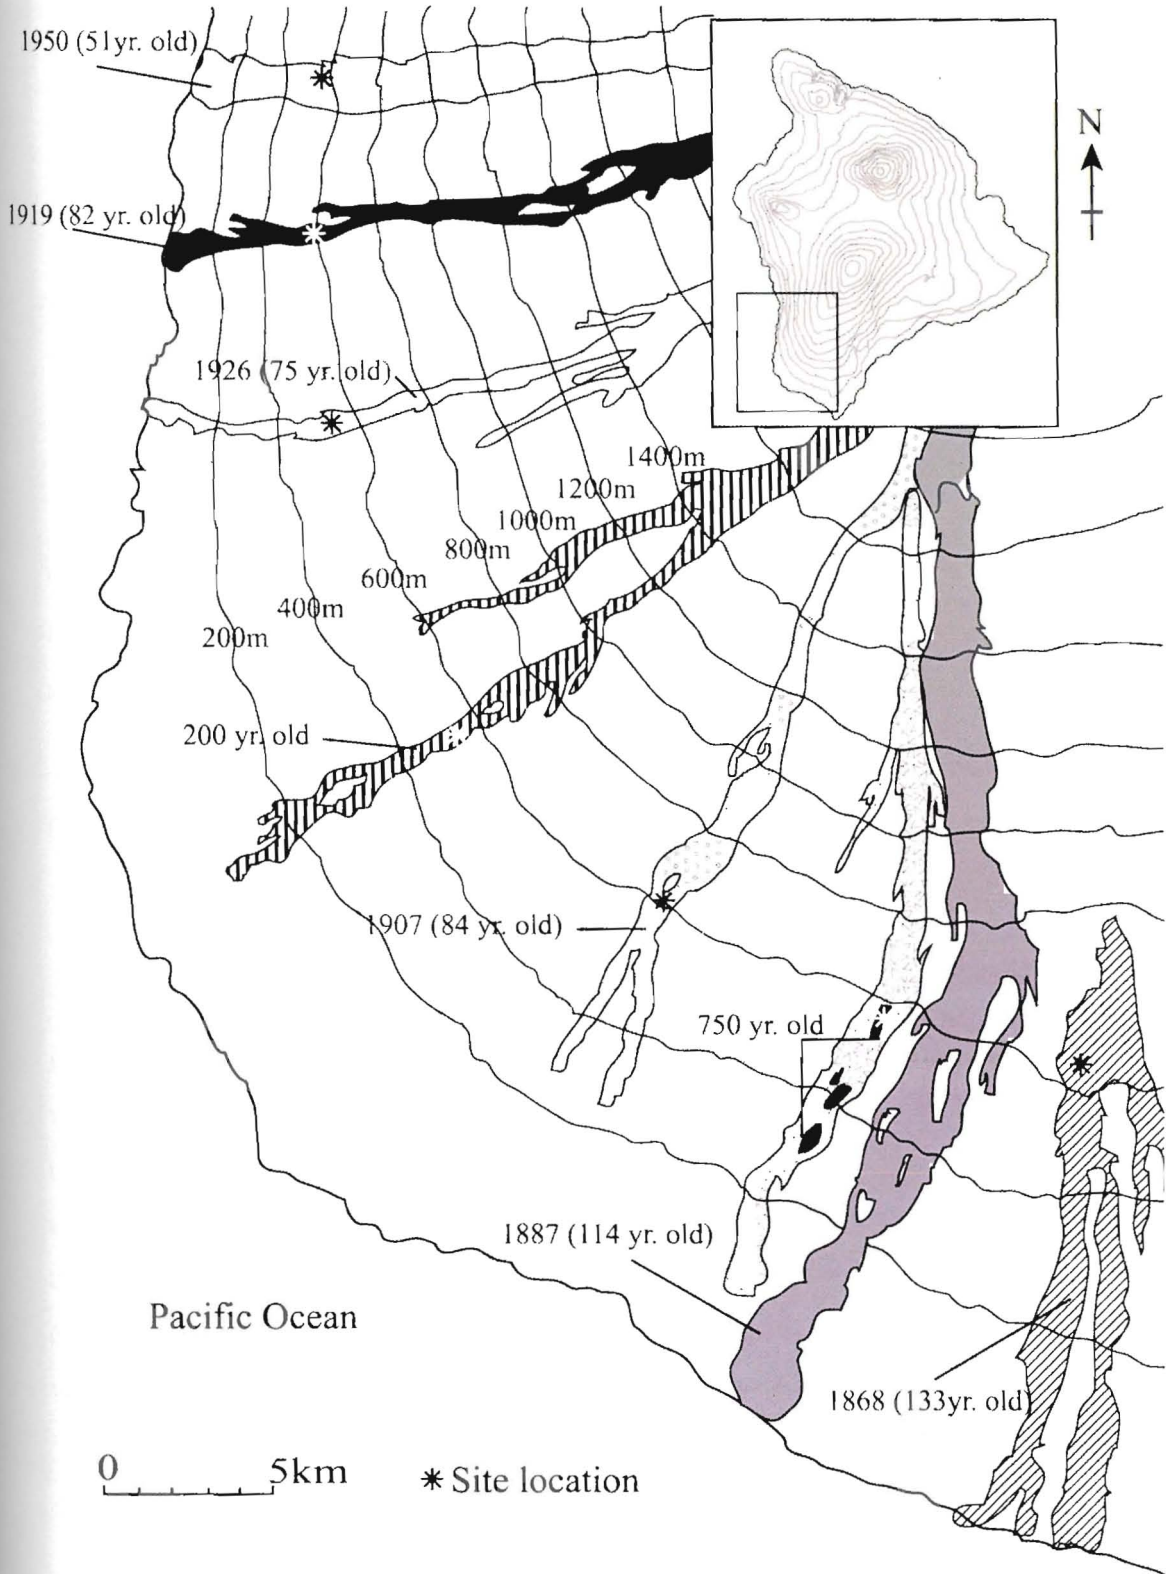 1950 (51yr. old)
N
1919 (82 yr. old)
1926 (75 yr. old)
1400m
1200m
1000m
800m
600m
400m
200m
200 yr. old
1907 (84 yr. old)
750 yr. old
1887 (114 yr. old)
Pacific Ocean
1868 (133yr. old)
0 5km
Site location